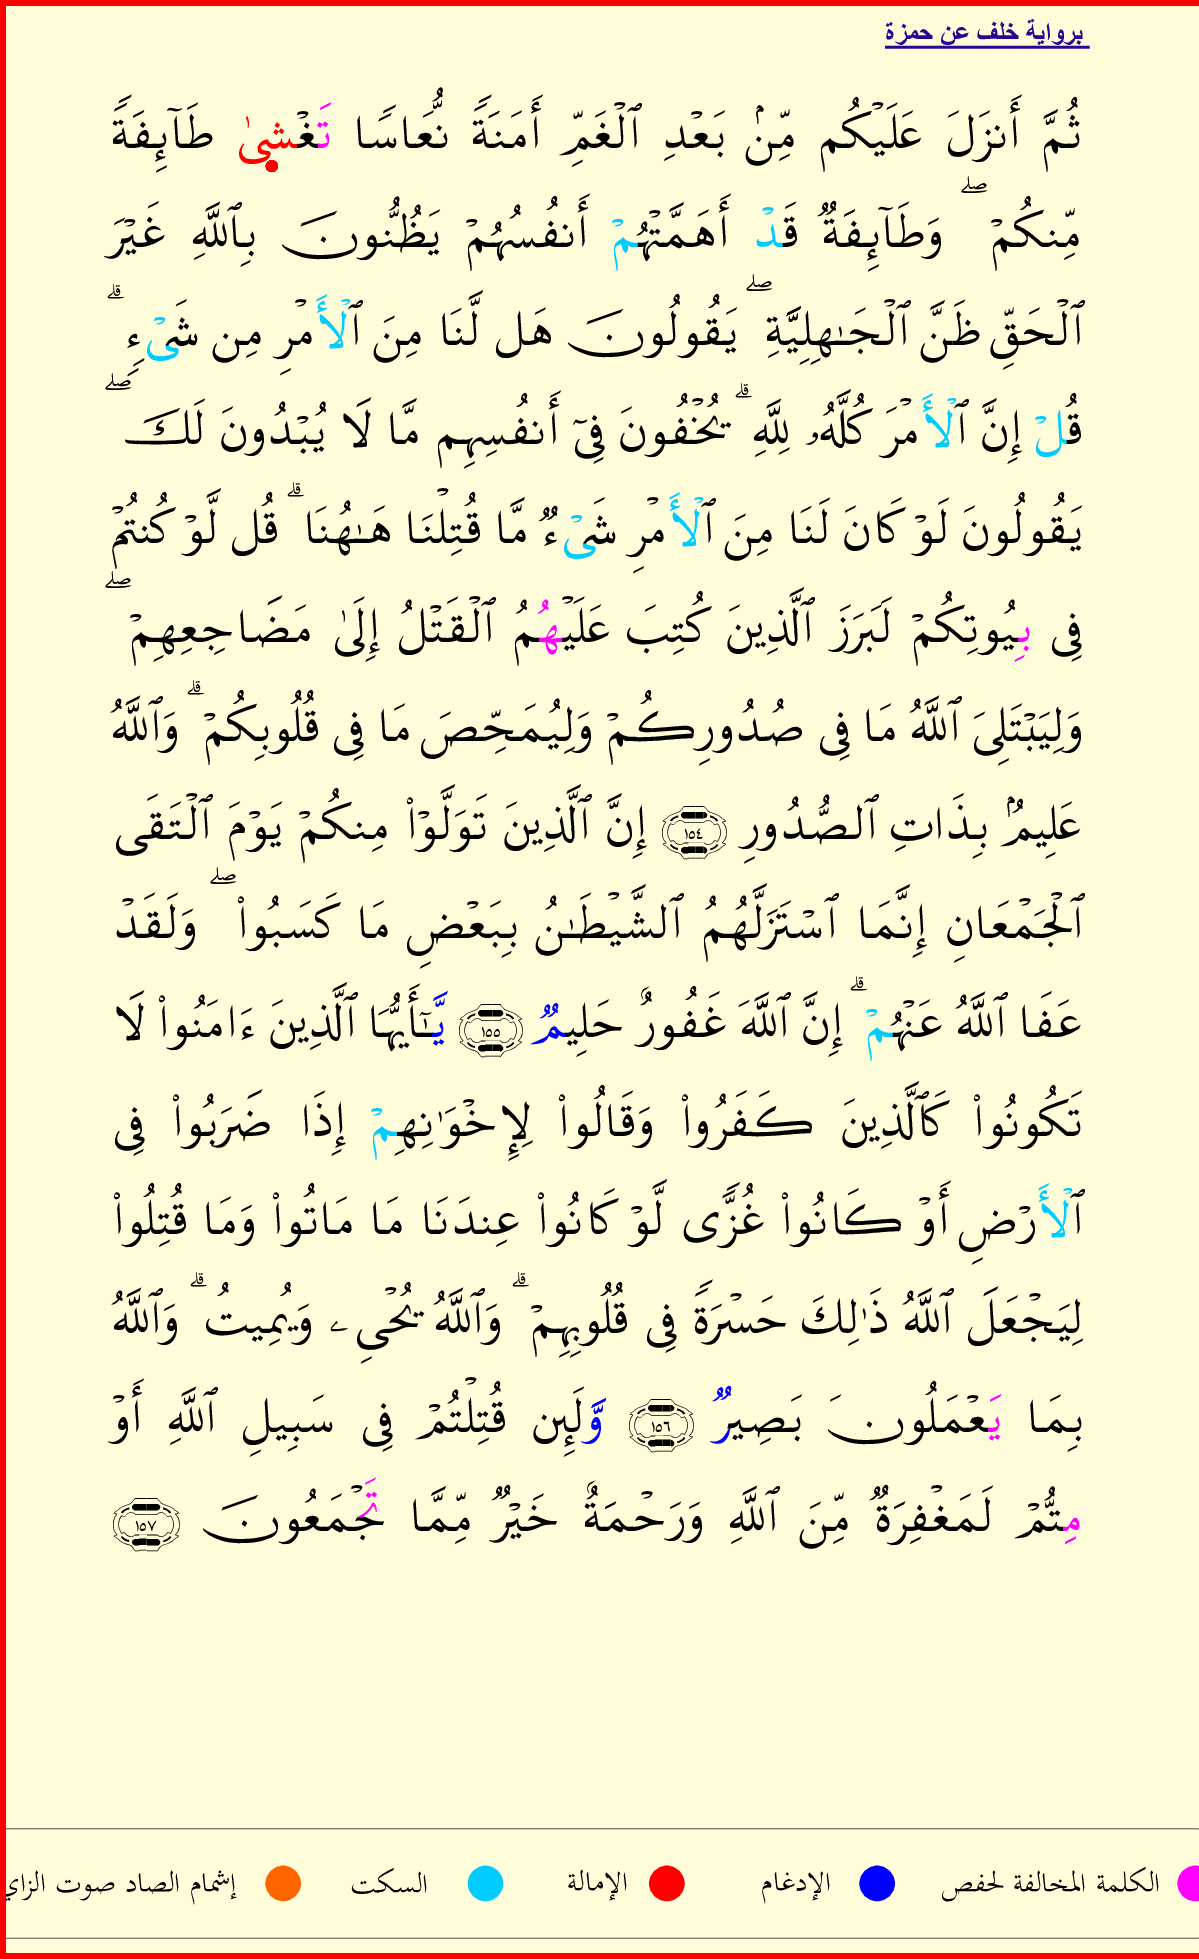 برواية خلف عن حمزة
ثُمَّ أَنزَلَ عَلَيۡكُم مِّنۢ بَعۡدِ ٱلۡغَمِّ أَمَنَةً نُّعَاسًا تَغۡشىٰ طَآئِفَةً
مِّنكُمۡۖ وَطَآئِفَةٌ قَدۡ أَهَمَّتۡهُمۡ أَنفُسُهُمۡ يَظُنُّونَ بِٱللَّهِ غَيۡرَ
ٱلۡحَقِّ ظَنَّ ٱلۡجَـٰهِلِيَّةِۖ يَقُولُونَ هَل لَّنَا مِنَ ٱلۡأَمۡرِ مِن شَىۡءٍۗ
قُلۡ إِنَّ ٱلۡأَمۡرَ كُلَّهُۥ لِلَّهِۗ يُخۡفُونَ فِىٓ أَنفُسِهِم مَّا لَا يُبۡدُونَ لَكَۖ
يَقُولُونَ لَوۡ كَانَ لَنَا مِنَ ٱلۡأَمۡرِ شَىۡءٌ مَّا قُتِلۡنَا هَـٰهُنَاۗ قُل لَّوۡ كُنتُمۡ
فِى بِيُوتِكُمۡ لَبَرَزَ ٱلَّذِينَ كُتِبَ عَلَيۡهُمُ ٱلۡقَتۡلُ إِلَىٰ مَضَاجِعِهِمۡۖ
وَلِيَبۡتَلِىَ ٱللَّهُ مَا فِى صُدُورِكُمۡ وَلِيُمَحِّصَ مَا فِى قُلُوبِكُمۡۗ وَٱللَّهُ
عَلِيمٌۢ بِذَاتِ ٱلصُّدُورِ ١٥٤ إِنَّ ٱلَّذِينَ تَوَلَّوۡاْ مِنكُمۡ يَوۡمَ ٱلۡتَقَى
ٱلۡجَمۡعَانِ إِنَّمَا ٱسۡتَزَلَّهُمُ ٱلشَّيۡطَـٰنُ بِبَعۡضِ مَا كَسَبُواْۖ وَلَقَدۡ
عَفَا ٱللَّهُ عَنۡهُمۡۗ إِنَّ ٱللَّهَ غَفُورٌ حَلِيمٌ ١٥٥ يَّـٰٓأَيُّهَا ٱلَّذِينَ ءَامَنُواْ لَا
تَكُونُواْ كَٱلَّذِينَ كَفَرُواْ وَقَالُواْ لِإِخۡوَٰنِهِمۡ إِذَا ضَرَبُواْ فِى
ٱلۡأَرۡضِ أَوۡ كَانُواْ غُزًّى لَّوۡ كَانُواْ عِندَنَا مَا مَاتُواْ وَمَا قُتِلُواْ
لِيَجۡعَلَ ٱللَّهُ ذَٰلِكَ حَسۡرَةً فِى قُلُوبِهِمۡۗ وَٱللَّهُ يُحۡىِۦ وَيُمِيتُۗ وَٱللَّهُ
بِمَا يَعۡمَلُونَ بَصِيرٌ ١٥٦ وَّلَئِن قُتِلۡتُمۡ فِى سَبِيلِ ٱللَّهِ أَوۡ
مِتُّمۡ لَمَغۡفِرَةٌ مِّنَ ٱللَّهِ وَرَحۡمَةٌ خَيۡرٌ مِّمَّا تَجۡمَعُونَ ١٥٧
الكلمة المخالفة لحفص الإدغام الإمالة السكت إشمام الصاد صوت الزاي